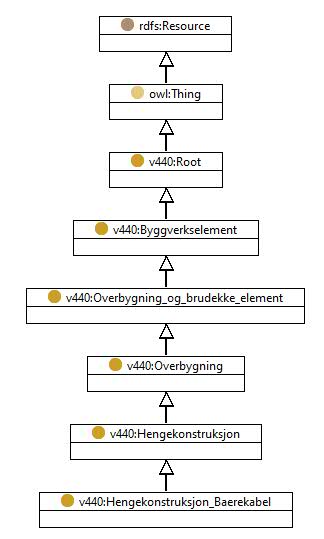 rdfs:Resource
owl:Thing
v440:Root
v440:Byggverkselement
v440:Overbygning_og_brudekke_element
v440:Overbygning
v440:Hengekonstruksjon
v440:Hengekonstruksjon_Baerekabel